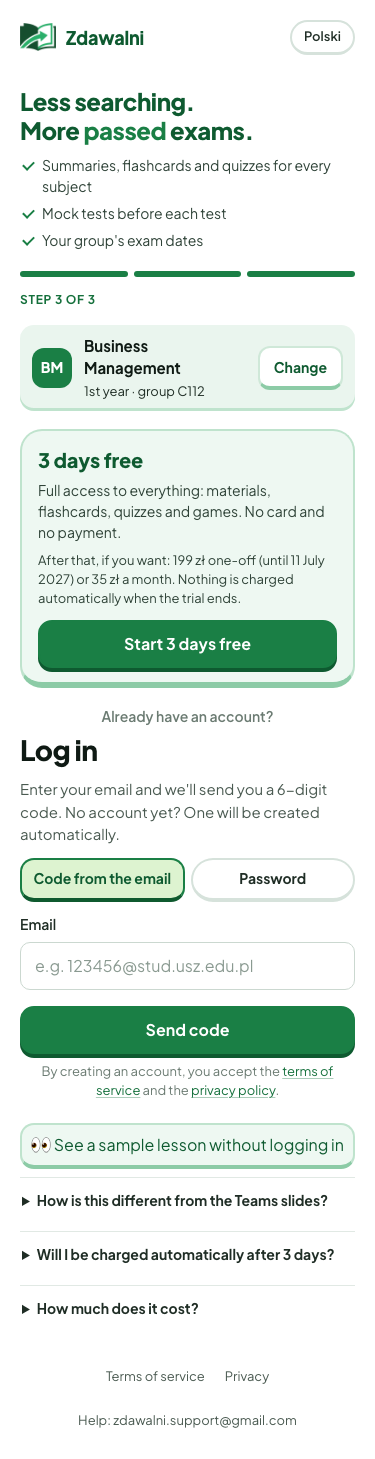 Zdawalni
Polski
Less searching.
More passed exams.
Summaries, flashcards and quizzes for every
subject
Mock tests before each test
Your group's exam dates
STEP 3 OF 3
BM
Business
Management
1st year · group C112
Change
3 days free
Full access to everything: materials,
flashcards, quizzes and games. No card and
no payment.
After that, if you want: 199 zł one-off (until 11 July
2027) or 35 zł a month. Nothing is charged
automatically when the trial ends.
Start 3 days free
Already have an account?
Log in
Enter your email and we'll send you a 6-digit
code. No account yet? One will be created
automatically.
Code from the email
Password
Email
e.g. 123456@stud.usz.edu.pl
Send code
By creating an account, you accept the terms of
service and the privacy policy.
👀 See a sample lesson without logging in
How is this different from the Teams slides?
Will I be charged automatically after 3 days?
How much does it cost?
Terms of service
Privacy
Help: zdawalni.support@gmail.com